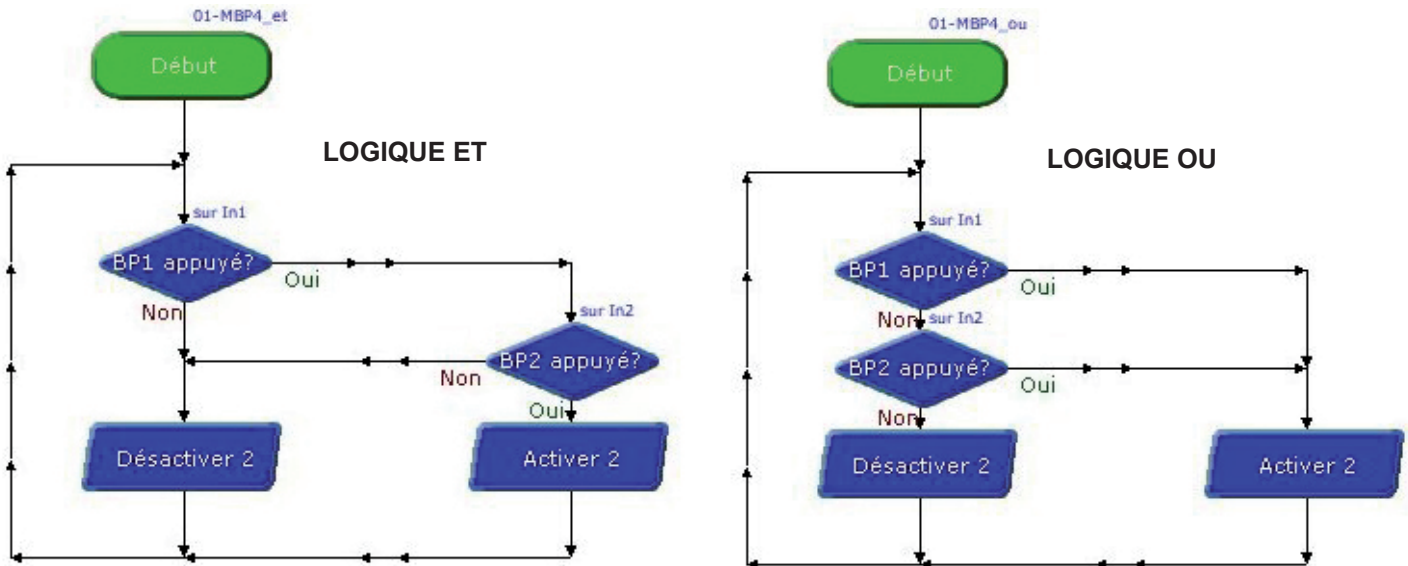 01-MBP4_et
Début
LOGIQUE ET
sur In1
BP1 appuyé?
Oui
Non
sur In2
BP2 appuyé?
Non
Oui
Désactiver 2
Activer 2
01-MBP4_ou
Début
LOGIQUE OU
sur In1
BP1 appuyé?
Oui
Non
sur In2
BP2 appuyé?
Oui
Non
Désactiver 2
Activer 2